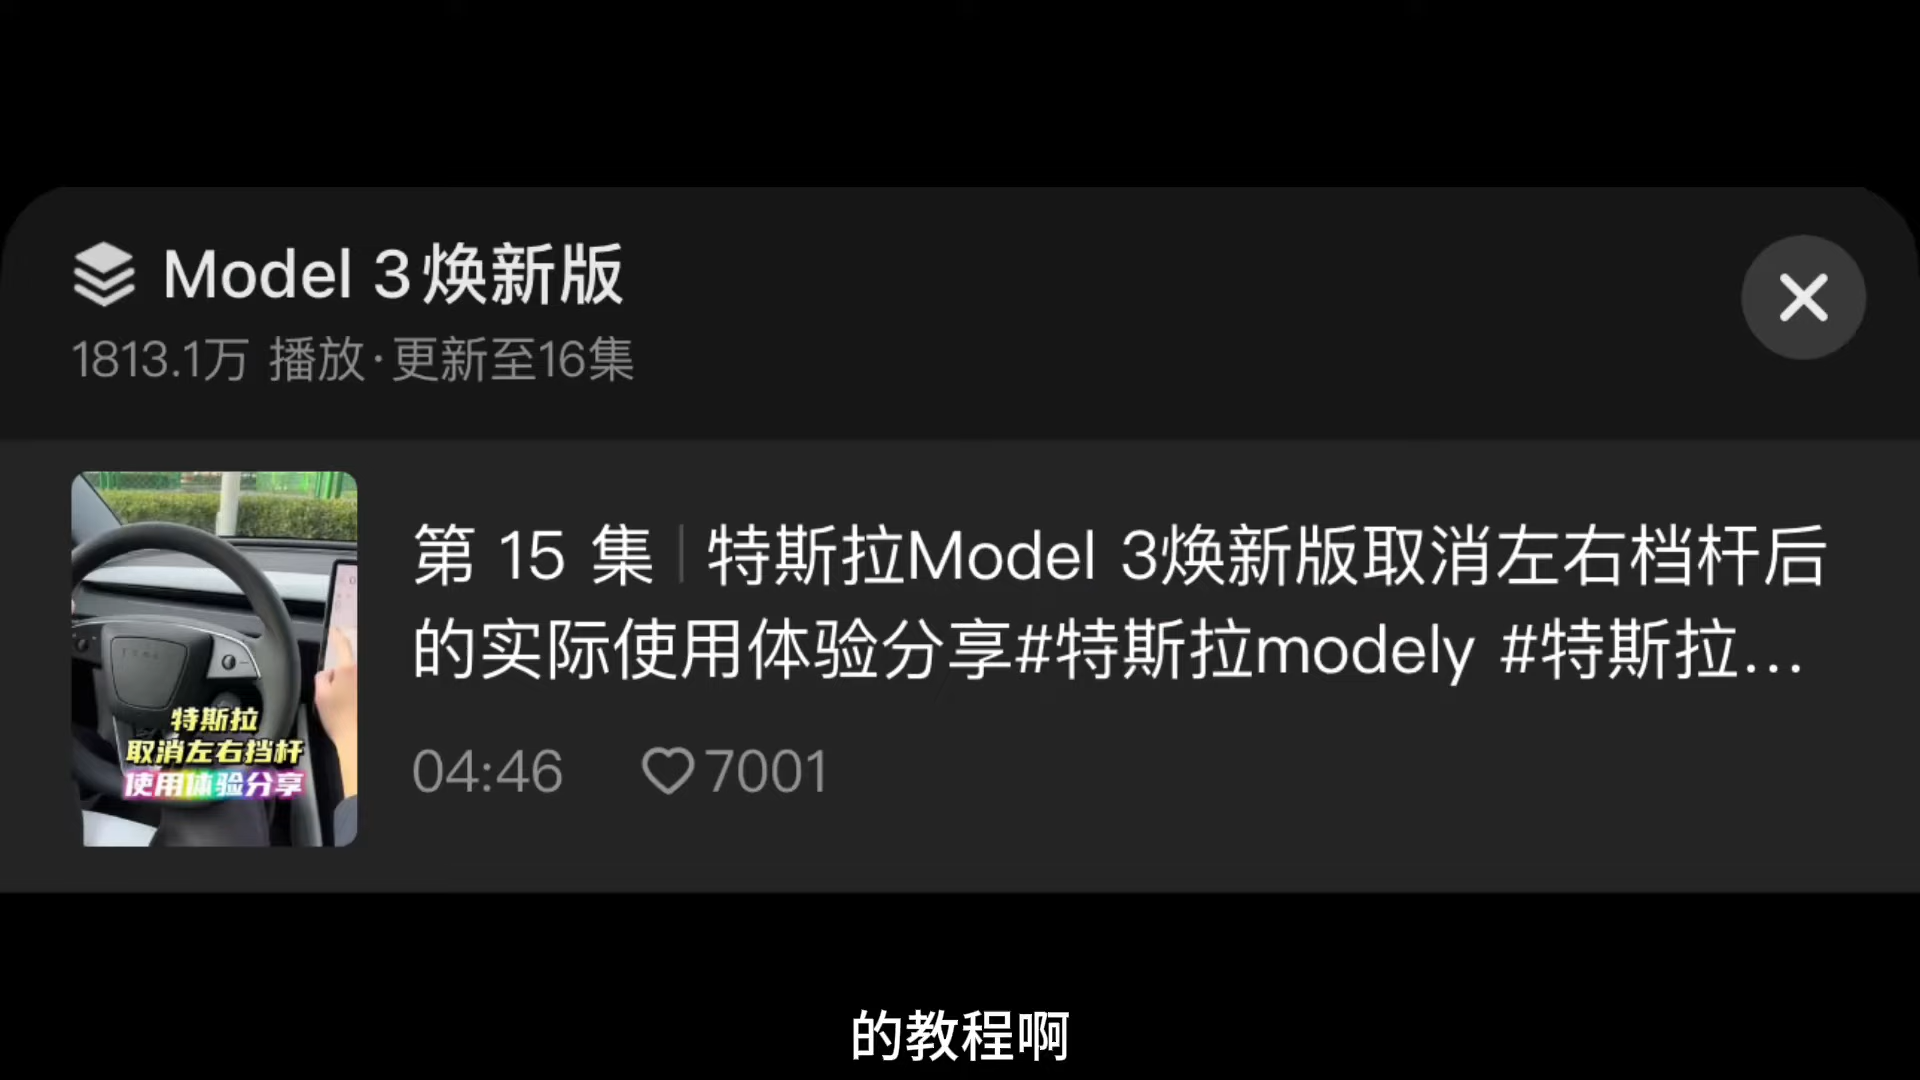 Model 3焕新版
1813.1万 播放·更新至16集
第 15 集|特斯拉Model 3焕新版取消左右档杆后
的实际使用体验分享#特斯拉modely #特斯拉...
特斯拉
取消左右挡杆
使用体验分享
04:46 7001
的教程啊